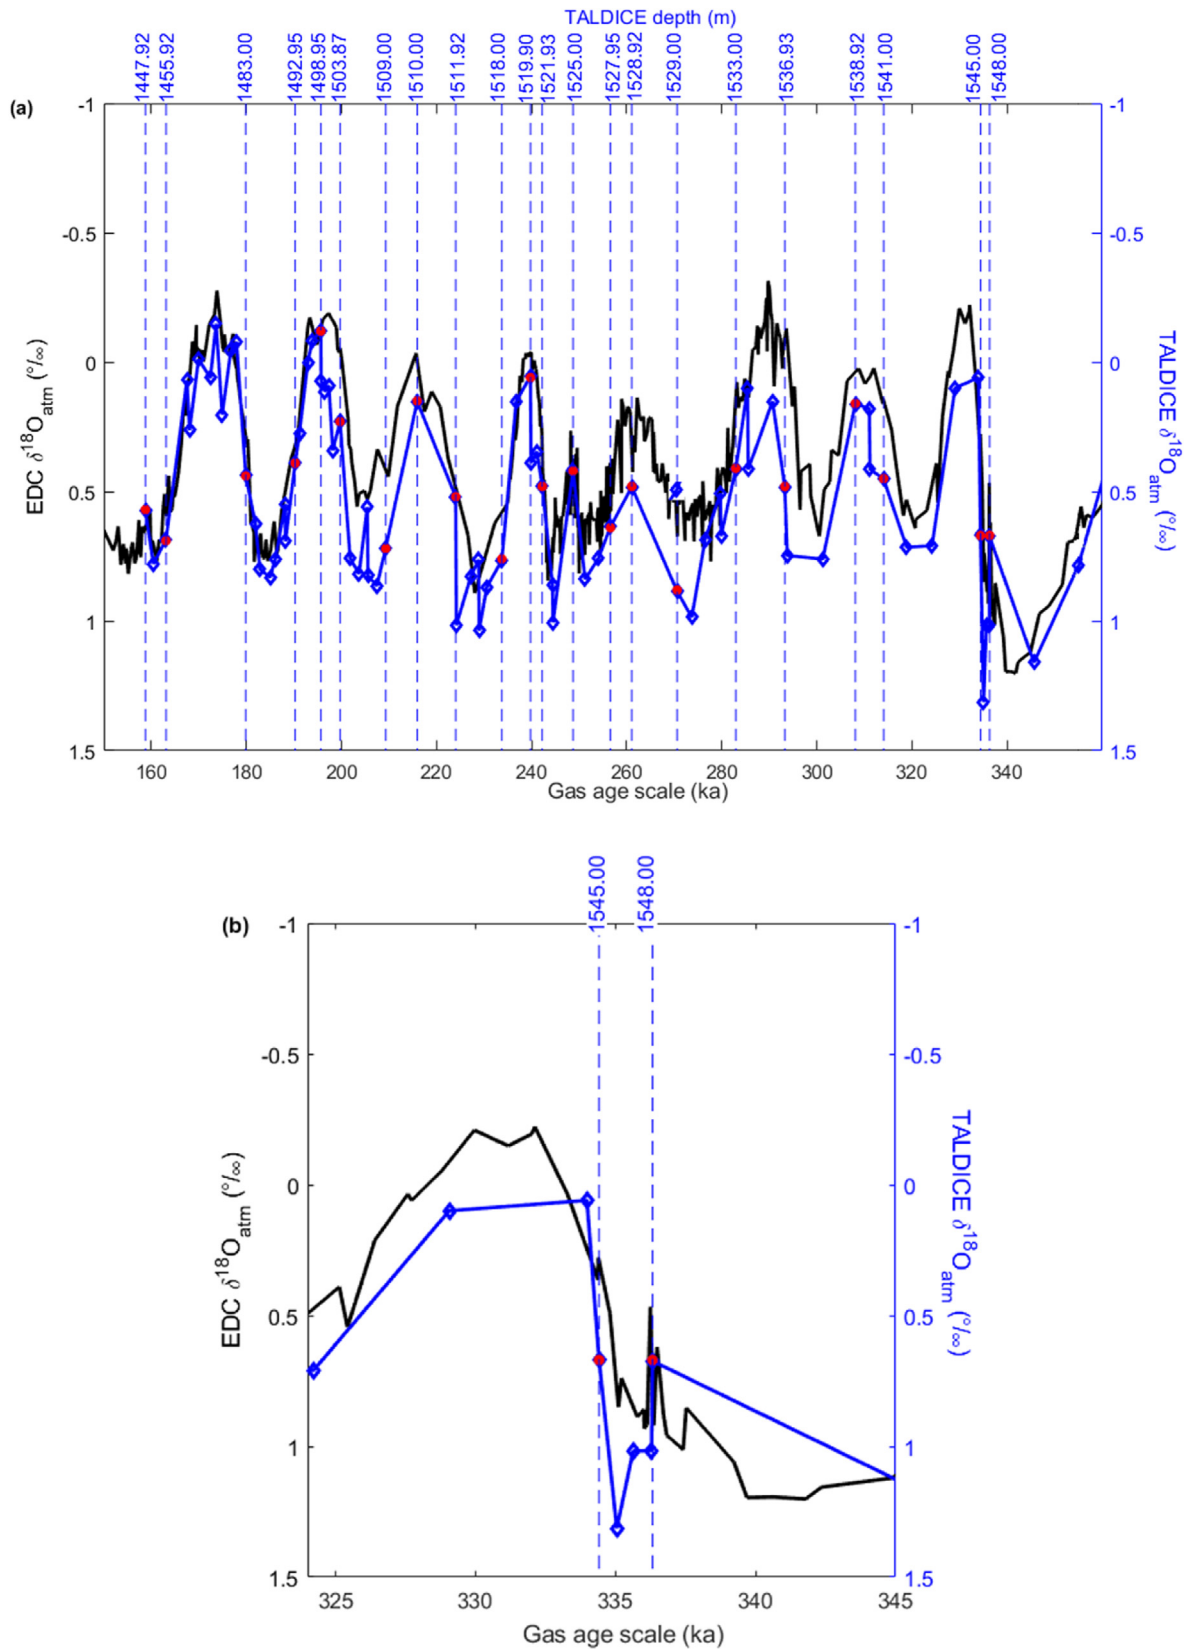 TALDICE depth (m)
1447.92 1455.92 1483.00 1492.95 1498.95 1503.87 1509.00 1510.00 1511.92 1518.00 1519.90 1521.93 1525.00 1527.95 1528.92 1529.00 1533.00 1536.93 1538.92 1541.00 1545.00 1548.00
(a)
-1 -1
-0.5 -0.5
0 0
0.5 0.5
1 1
1.5 1.5
EDC δ18Oatm (°/∞)
TALDICE δ18Oatm (°/∞)
160 180 200 220 240 260 280 300 320 340
Gas age scale (ka)
1545.00 1548.00
(b)
-1 -1
-0.5 -0.5
0 0
0.5 0.5
1 1
1.5 1.5
EDC δ18Oatm (°/∞)
TALDICE δ18Oatm (°/∞)
325 330 335 340 345
Gas age scale (ka)